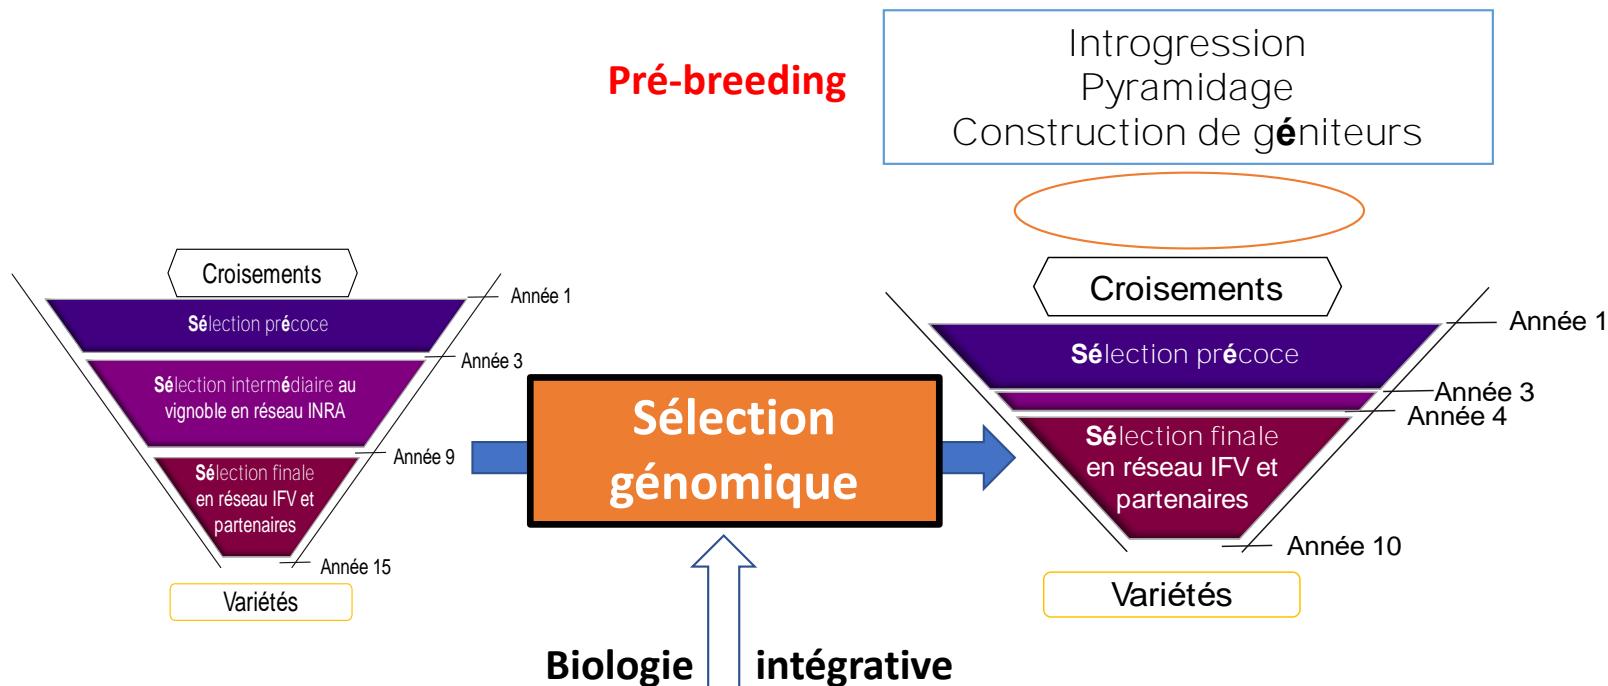 Pré-breeding
Introgression
Pyramidage
Construction de géniteurs
Croisements
Année 1
Sélection précoce
Année 3
Sélection intermédiaire au
vignoble en réseau INRA
Année 9
Sélection finale
en réseau IFV et
partenaires
Année 15
Variétés
Sélection
génomique
Biologie intégrative
Croisements
Année 1
Sélection précoce
Année 3
Année 4
Sélection finale
en réseau IFV et
partenaires
Année 10
Variétés